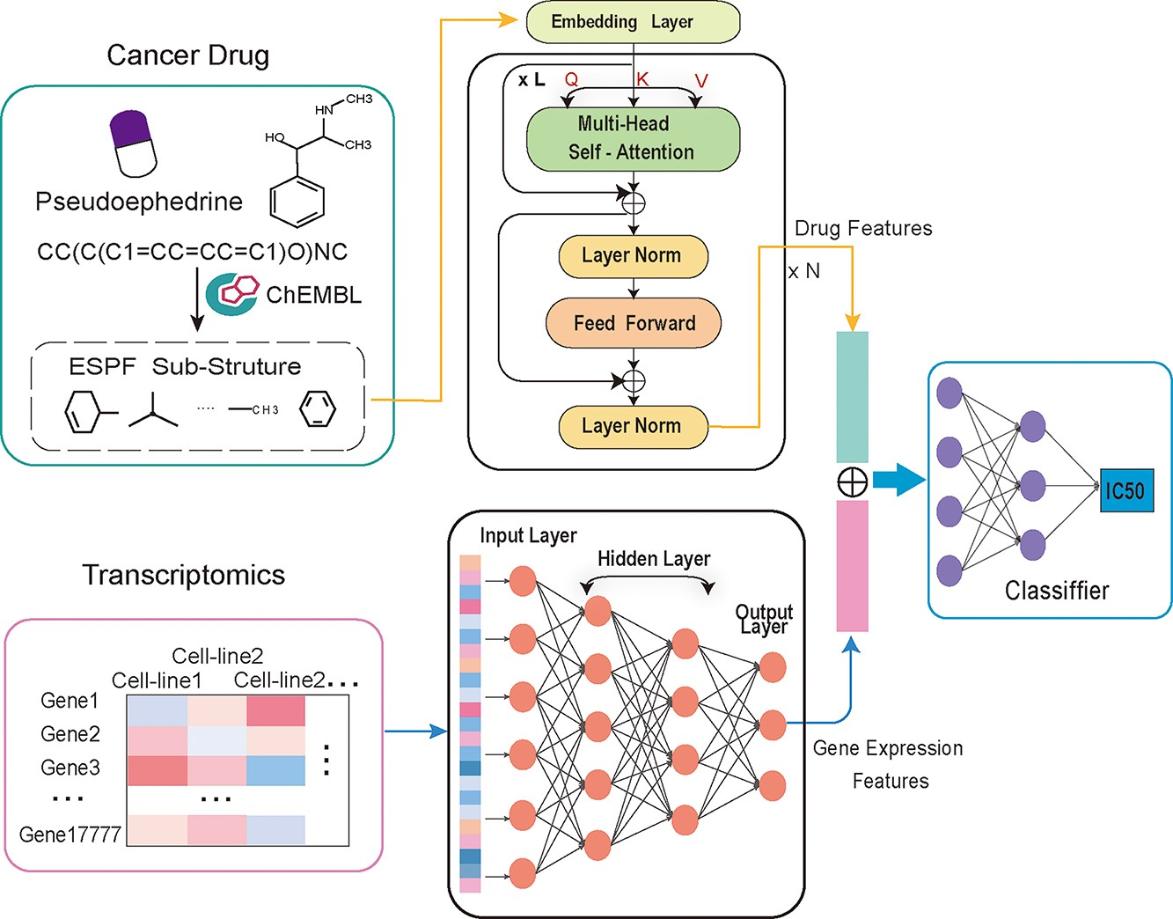 Cancer Drug
HN
CH3
HO
CH3
Pseudoephedrine
CC(C(C1=CC=CC=C1)O)NC
ChEMBL
ESPF Sub-Struture
CH3
Embedding Layer
x L
Q
K
V
Multi-Head
Self - Attention
Layer Norm
Feed Forward
Layer Norm
Drug Features
x N
IC50
Classiffier
Transcriptomics
Cell-line2
Cell-line1
Cell-line2...
Gene1
Gene2
Gene3
...
...
Gene17777
Input Layer
Hidden Layer
Output
Layer
Gene Expression
Features